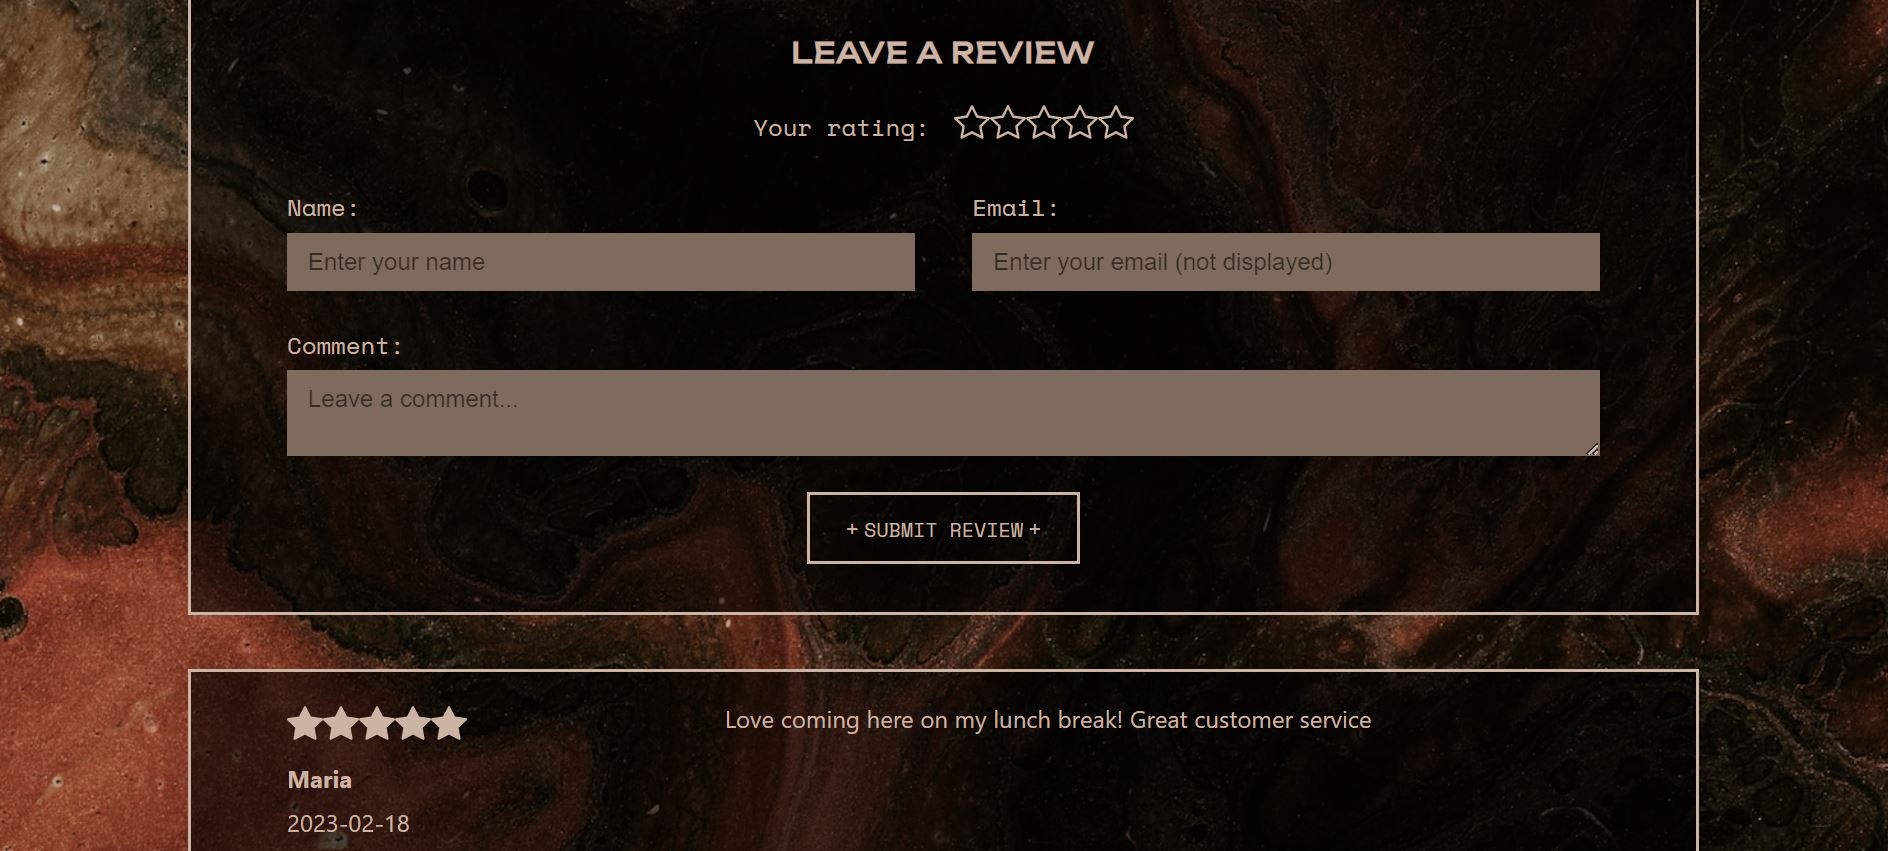 LEAVE A REVIEW
Your rating:
Name:
Email:
Enter your name
Enter your email (not displayed)
Comment:
Leave a comment...
+ SUBMIT REVIEW +
Love coming here on my lunch break! Great customer service
Maria
2023-02-18